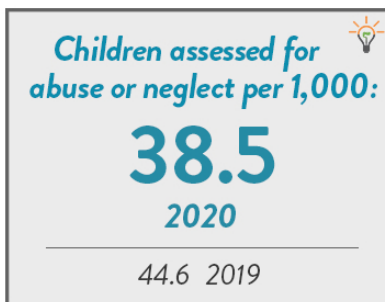 Children assessed for
abuse or neglect per 1,000:
38.5
2020
44.6 2019